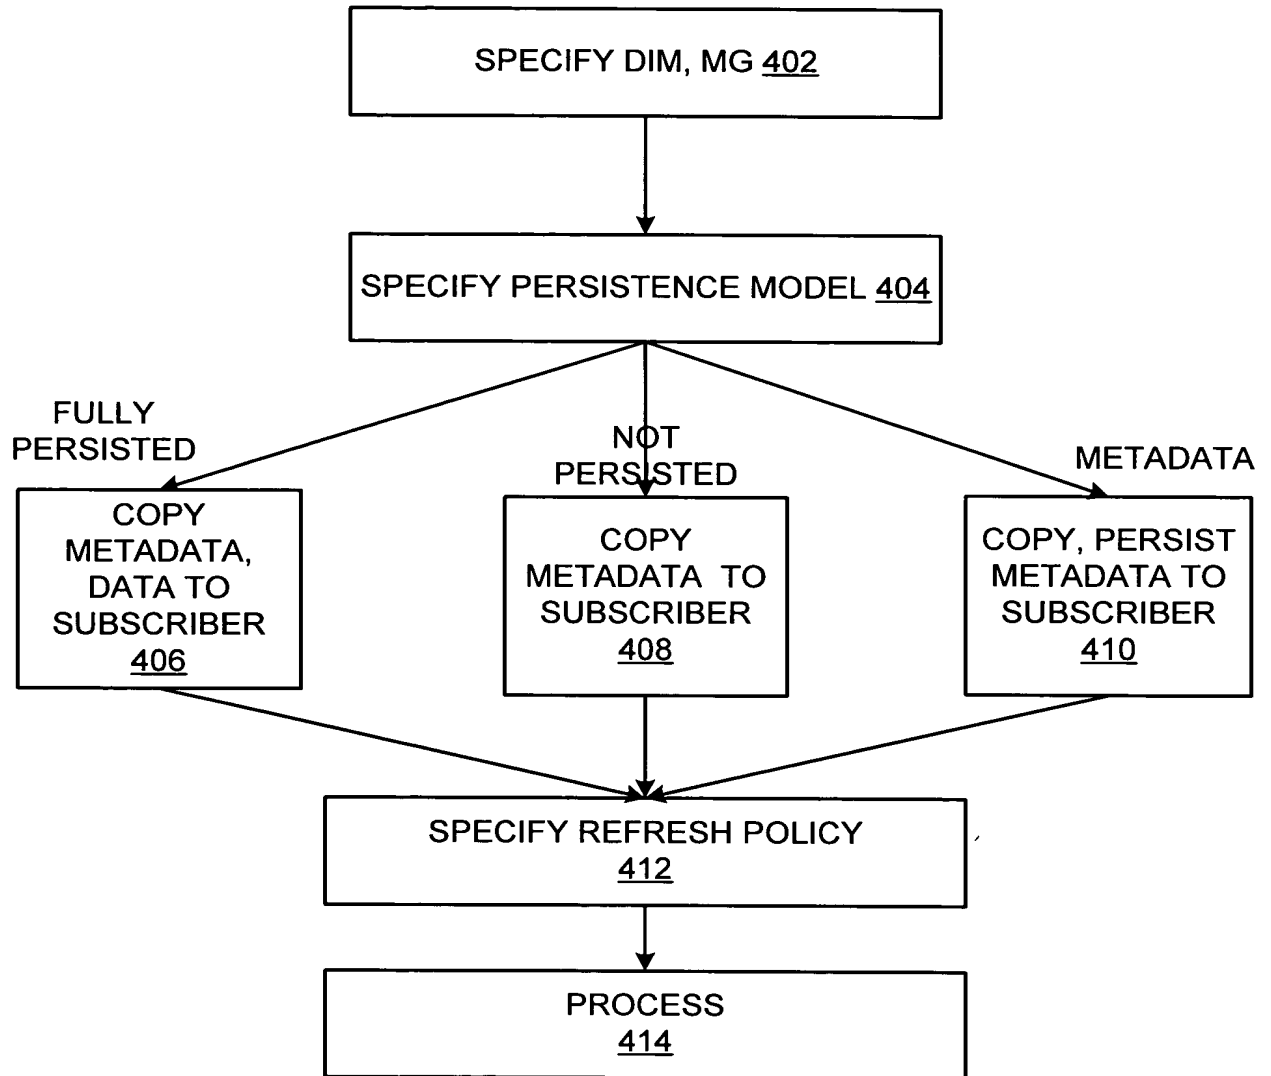 SPECIFY DIM, MG 402
SPECIFY PERSISTENCE MODEL 404
FULLY
PERSISTED
NOT
PERSISTED
METADATA
COPY
METADATA,
DATA TO
SUBSCRIBER
406
COPY
METADATA TO
SUBSCRIBER
408
COPY, PERSIST
METADATA TO
SUBSCRIBER
410
SPECIFY REFRESH POLICY
412
PROCESS
414